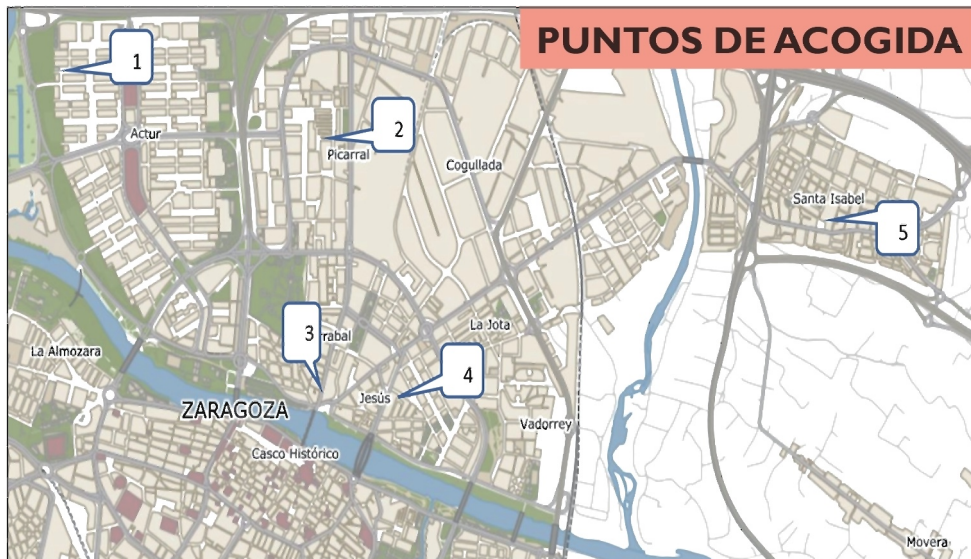 PUNTOS DE ACOGIDA
1
Actur
2
Picarral
Cogullada
Santa Isabel
5
3
rrabal
La Jota
La Almozara
4
Jesús
ZARAGOZA
Vadorrey
Casco Histórico
Movera